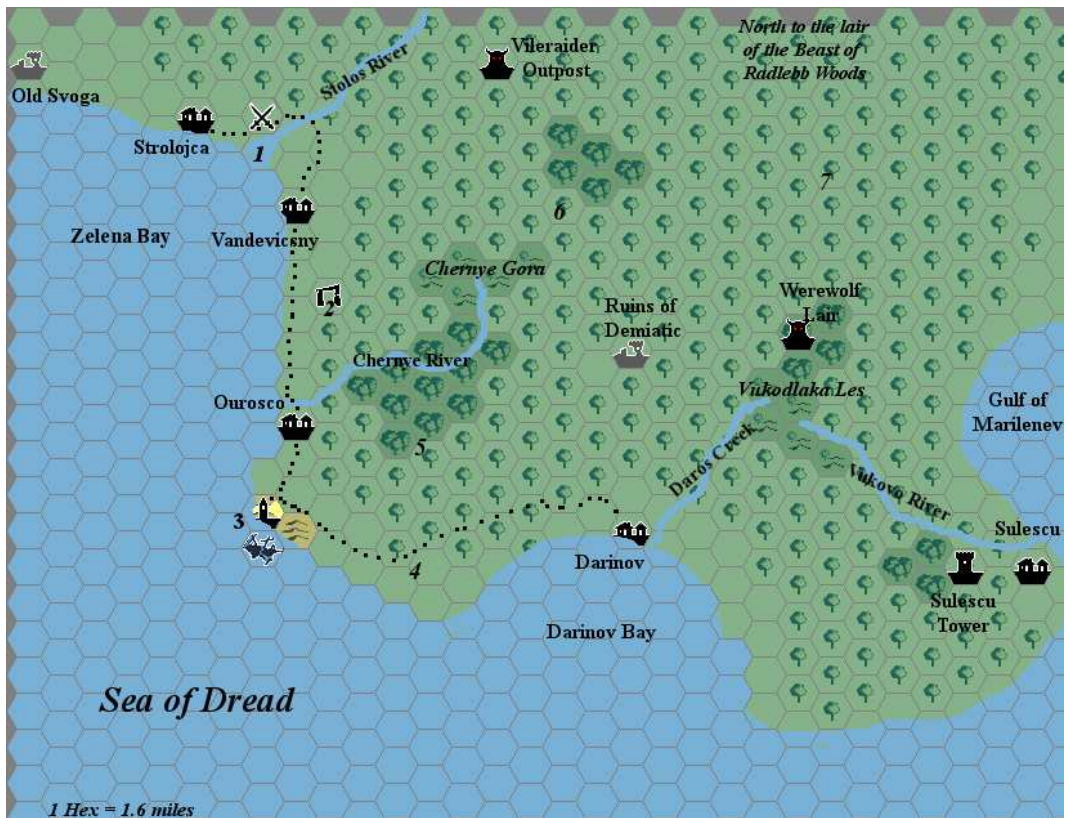 North to the lair
of the Beast of
Radlebb Woods
Vileraider
Outpost
Stolos River
Old Svoga
Strolojca
1
7
6
Vandevicsny
Zelena Bay
Chernye Gora
2
Ruins of
Demiatic
Werewolf
Lair
Chernye River
Ourosco
Vukodlaka Les
Gulf of
Marilenev
5
Daros Creek
Vukovo River
3
Sulescu
4
Darinov
Sulescu
Tower
Darinov Bay
Sea of Dread
1 Hex = 1.6 miles